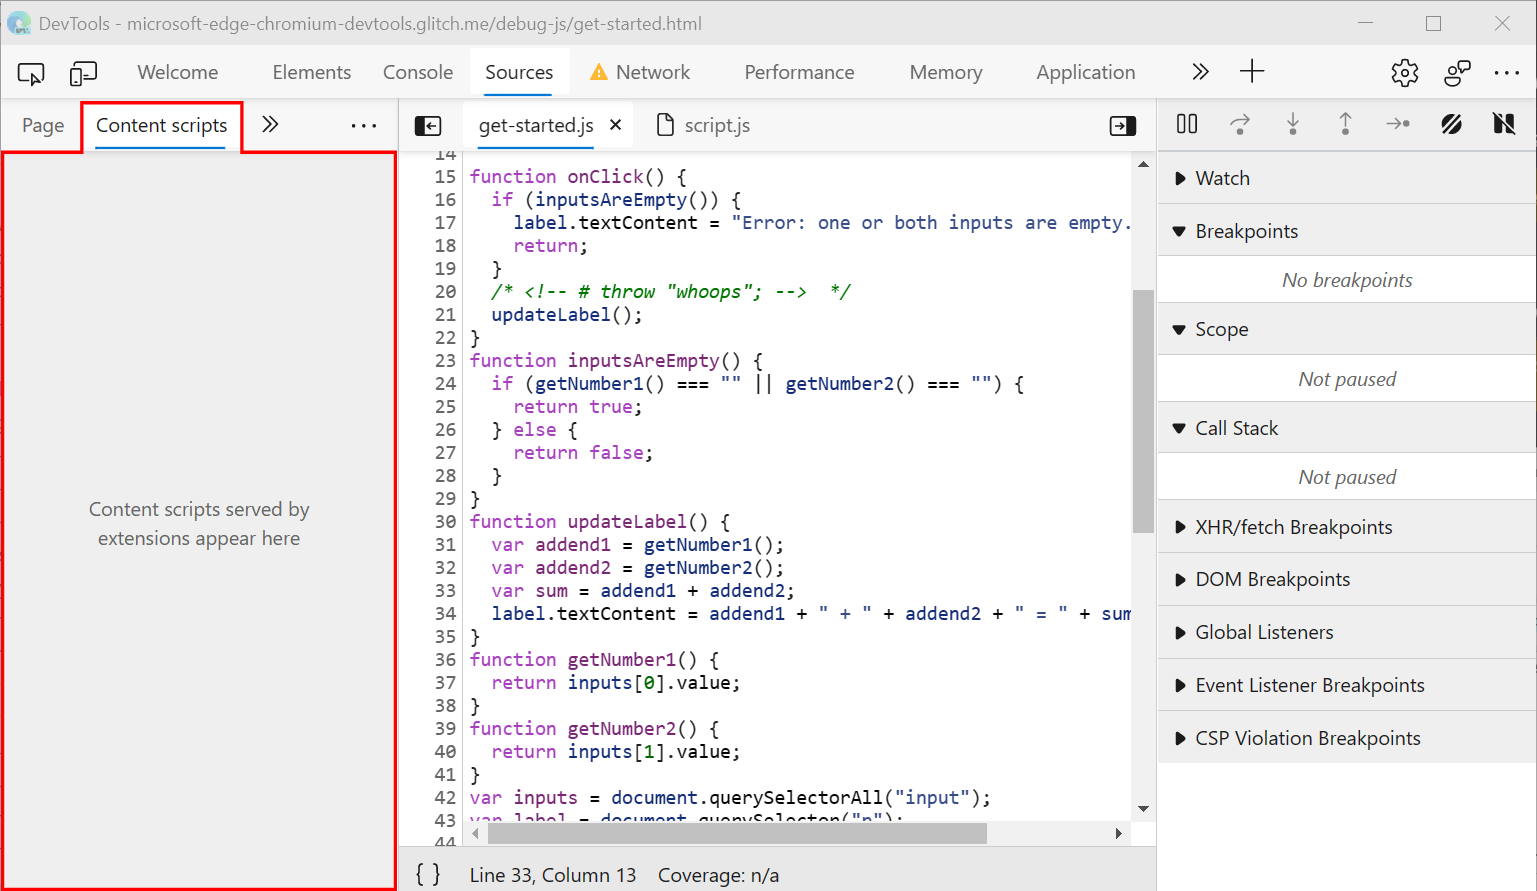 DevTools - microsoft-edge-chromium-devtools.glitch.me/debug-js/get-started.html
Welcome Elements Console Sources Network Performance Memory Application
Page Content scripts
Content scripts served by
extensions appear here
get-started.js script.js
14
15 function onClick() {
16   if (inputsAreEmpty()) {
17     label.textContent = "Error: one or both inputs are empty.
18     return;
19   }
20   /* <!-- # throw "whoops"; -->  */
21   updateLabel();
22 }
23 function inputsAreEmpty() {
24   if (getNumber1() === "" || getNumber2() === "") {
25     return true;
26   } else {
27     return false;
28   }
29 }
30 function updateLabel() {
31   var addend1 = getNumber1();
32   var addend2 = getNumber2();
33   var sum = addend1 + addend2;
34   label.textContent = addend1 + " + " + addend2 + " = " + sum
35 }
36 function getNumber1() {
37   return inputs[0].value;
38 }
39 function getNumber2() {
40   return inputs[1].value;
41 }
42 var inputs = document.querySelectorAll("input");
43 var label = document.querySelector("p");
44
{ } Line 33, Column 13 Coverage: n/a
Watch
Breakpoints
No breakpoints
Scope
Not paused
Call Stack
Not paused
XHR/fetch Breakpoints
DOM Breakpoints
Global Listeners
Event Listener Breakpoints
CSP Violation Breakpoints